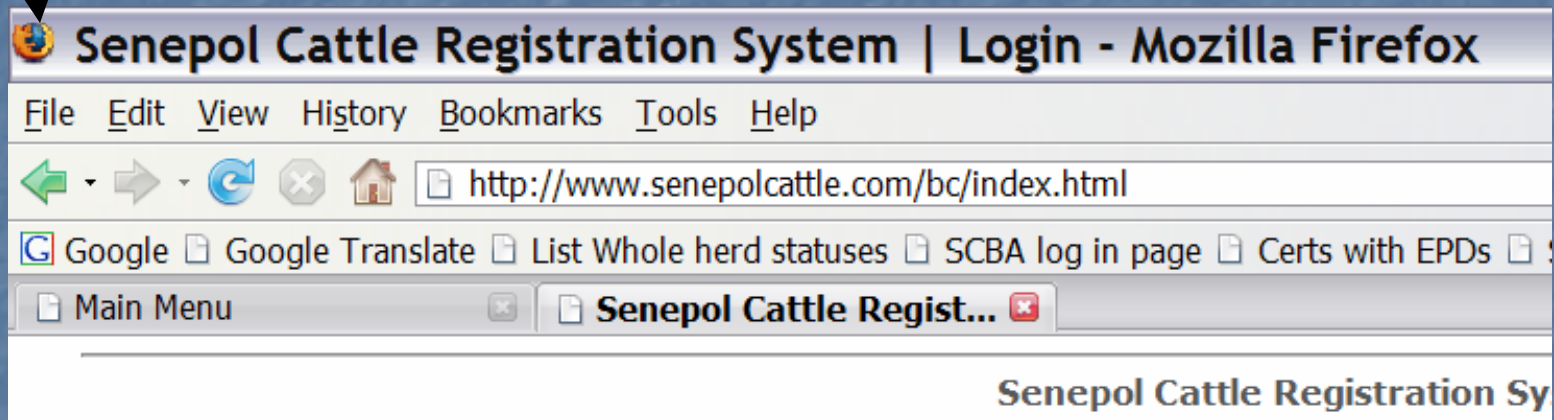 Senepol Cattle Registration System | Login - Mozilla Firefox
File Edit View History Bookmarks Tools Help
http://www.senepolcattle.com/bc/index.html
G Google Google Translate List Whole herd statuses SCBA log in page Certs with EPDs
Main Menu Senepol Cattle Regist...
Senepol Cattle Registration Sy